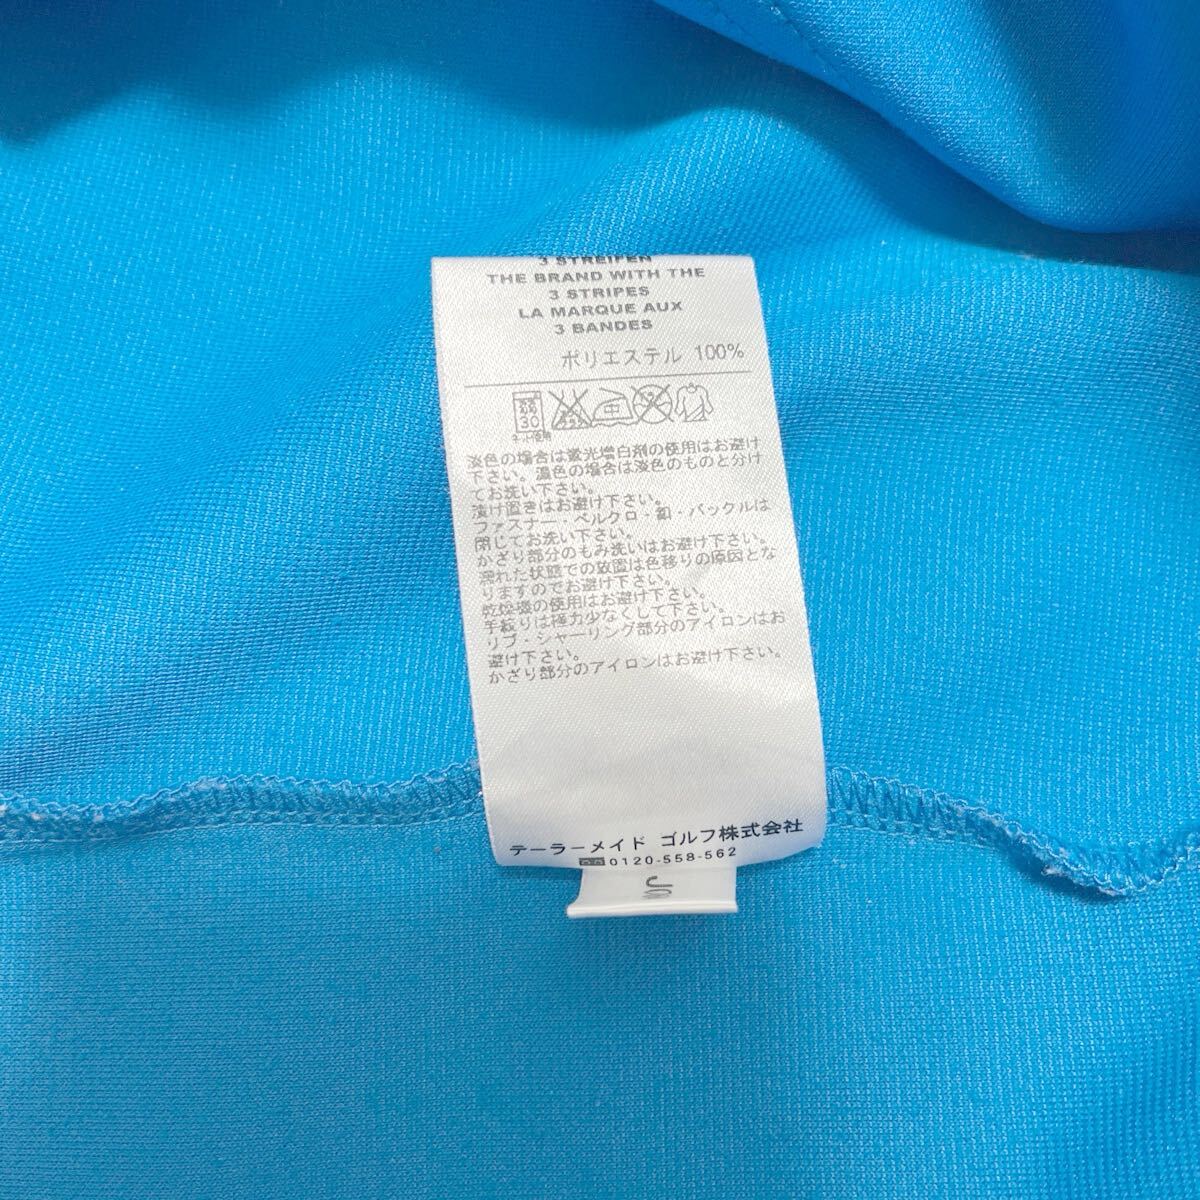 3 STREIFEN
THE BRAND WITH THE
3 STRIPES
LA MARQUE AUX
3 BANDES
ポリエステル 100%
30
ネット使用
淡色の場合は蛍光増白剤の使用はお避け
下さい。濃色の場合は淡色のものと分け
てお洗い下さい。
漬け置きはお避け下さい。
ファスナー・ベルクロ・釦・バックルは
閉じてお洗い下さい。
かざり部分のもみ洗いはお避け下さい。
濡れた状態での放置は色移りの原因とな
りますのでお避け下さい。
乾燥機の使用はお避け下さい。
手絞りは極力少なくして下さい。
リブ・シャーリング部分のアイロンはお
避け下さい。
かざり部分のアイロンはお避け下さい。
テーラーメイド ゴルフ株式会社
0120-558-562